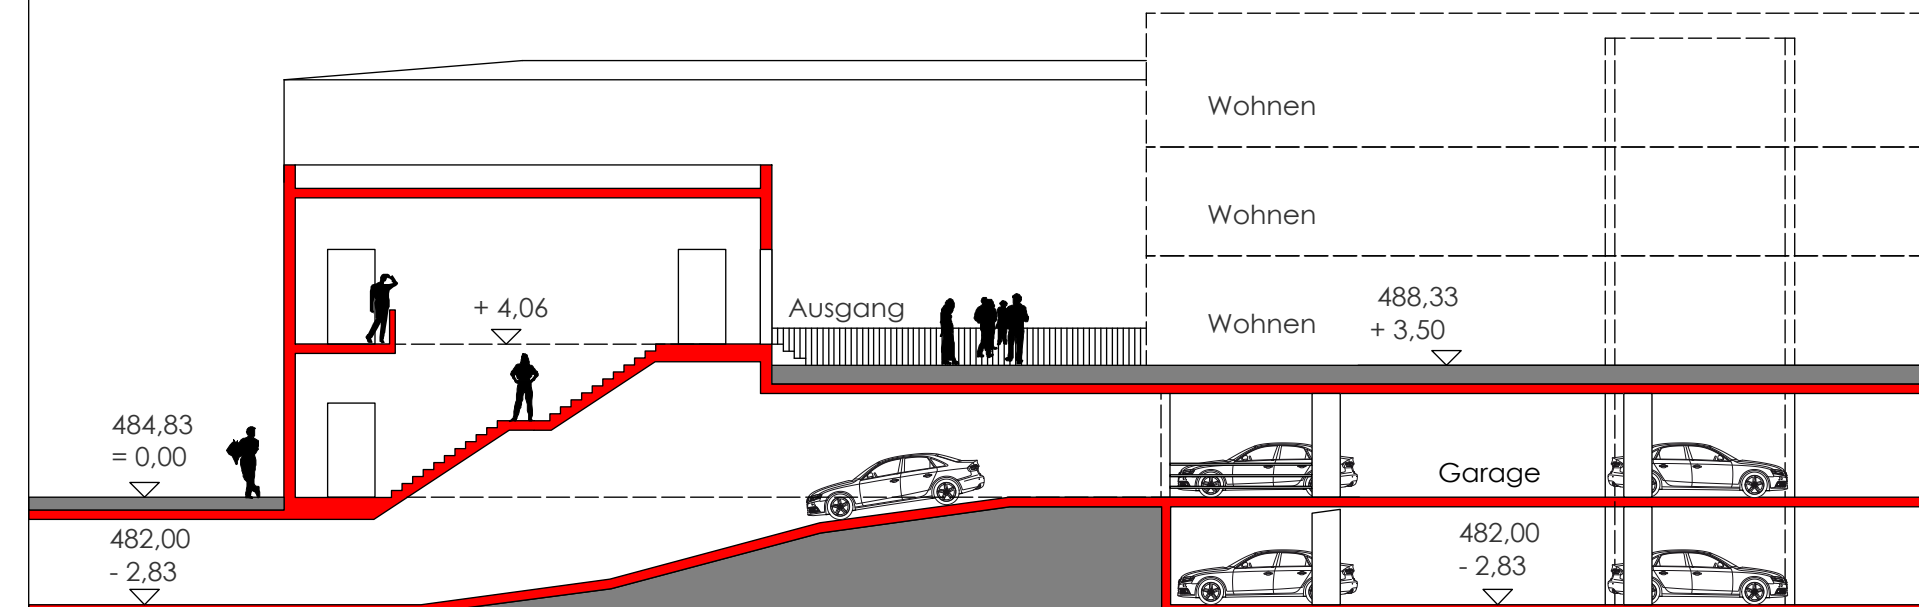 Wohnen
Wohnen
+ 4,06
Ausgang
Wohnen
488,33
+ 3,50
484,83
= 0,00
Garage
482,00
- 2,83
482,00
- 2,83